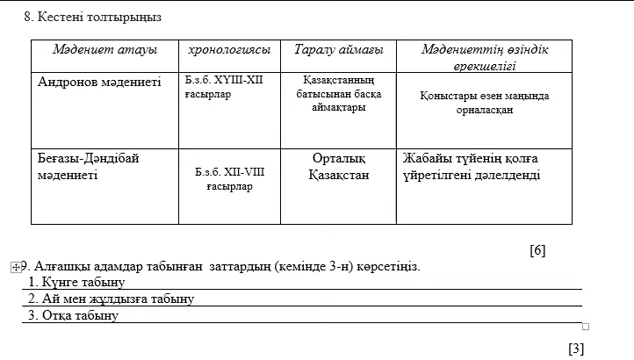 8. Кестені толтырыңыз
Мәдениет атауы хронологиясы Таралу аймағы Мәдениеттің өзіндік
ерекшелігі
Андронов мәдениеті
Б.з.б. ХҮІІІ-ХІІ
ғасырлар
Қазақстанның
батысынан басқа
аймақтары
Қоныстары өзен маңында
орналасқан
Беғазы-Дәндібай
мәдениеті
Б.з.б. XII-VIII
ғасырлар
Орталық
Қазақстан
Жабайы түйенің қолға
үйретілгені дәлелденді
[6]
9. Алғашқы адамдар табынған заттардың (кемінде 3-н) көрсетіңіз.
1. Күнге табыну
2. Ай мен жұлдызға табыну
3. Отқа табыну
[3]